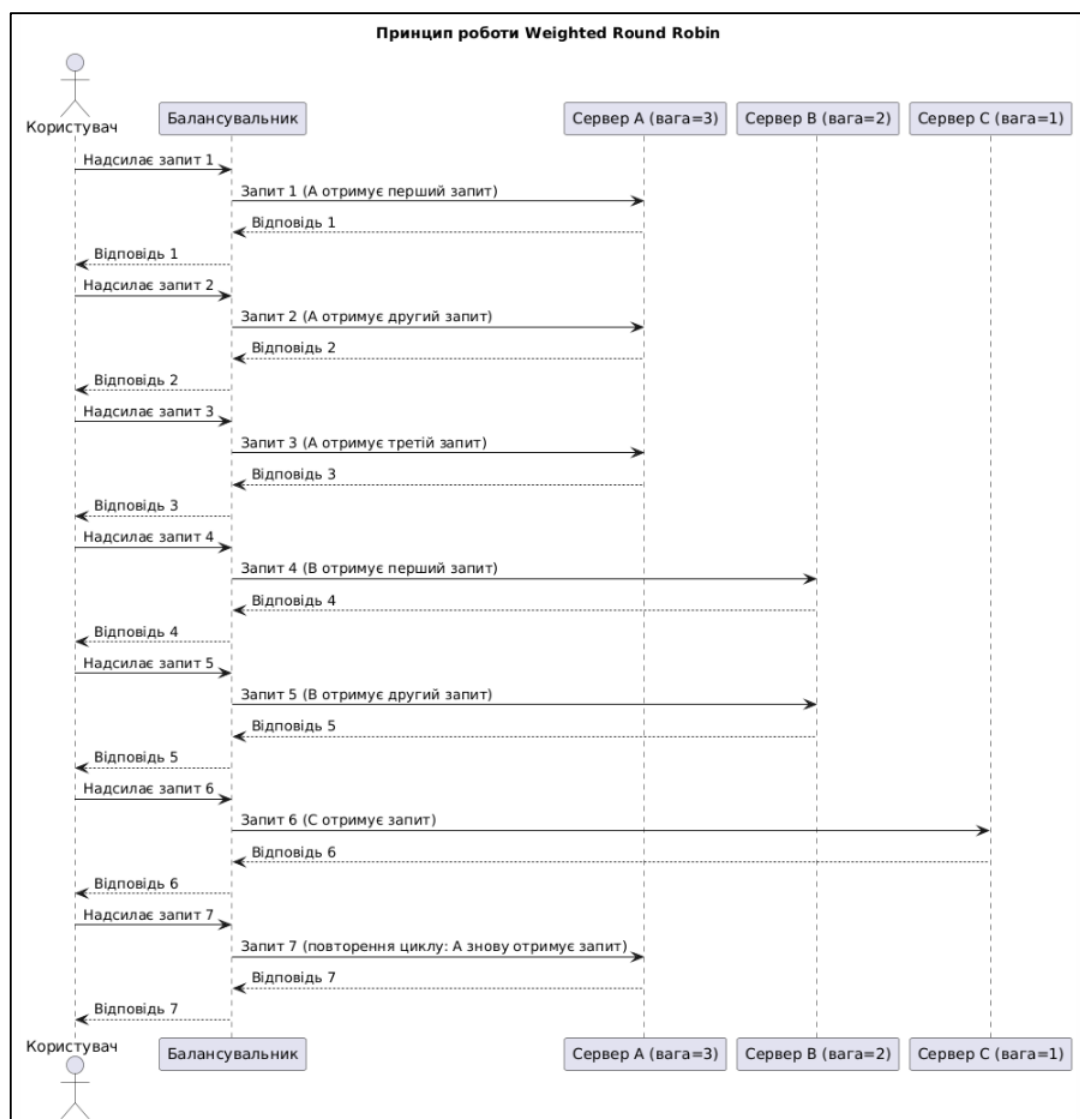 Принцип роботи Weighted Round Robin
Користувач
Балансувальник
Сервер A (вага=3)
Сервер B (вага=2)
Сервер C (вага=1)
Надсилає запит 1
Запит 1 (A отримує перший запит)
Відповідь 1
Відповідь 1
Надсилає запит 2
Запит 2 (A отримує другий запит)
Відповідь 2
Відповідь 2
Надсилає запит 3
Запит 3 (A отримує третій запит)
Відповідь 3
Відповідь 3
Надсилає запит 4
Запит 4 (B отримує перший запит)
Відповідь 4
Відповідь 4
Надсилає запит 5
Запит 5 (B отримує другий запит)
Відповідь 5
Відповідь 5
Надсилає запит 6
Запит 6 (C отримує запит)
Відповідь 6
Відповідь 6
Надсилає запит 7
Запит 7 (повторення циклу: A знову отримує запит)
Відповідь 7
Відповідь 7
Користувач
Балансувальник
Сервер A (вага=3)
Сервер B (вага=2)
Сервер C (вага=1)